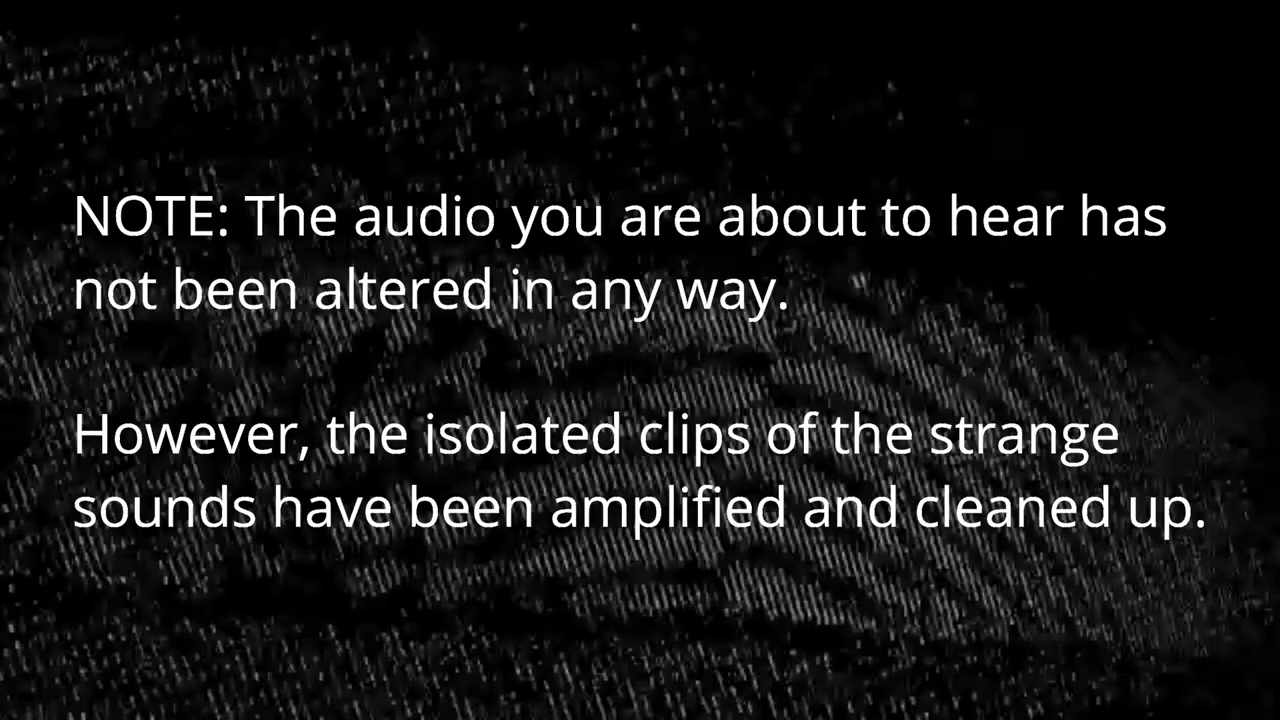 NOTE: The audio you are about to hear has
not been altered in any way.
However, the isolated clips of the strange
sounds have been amplified and cleaned up.